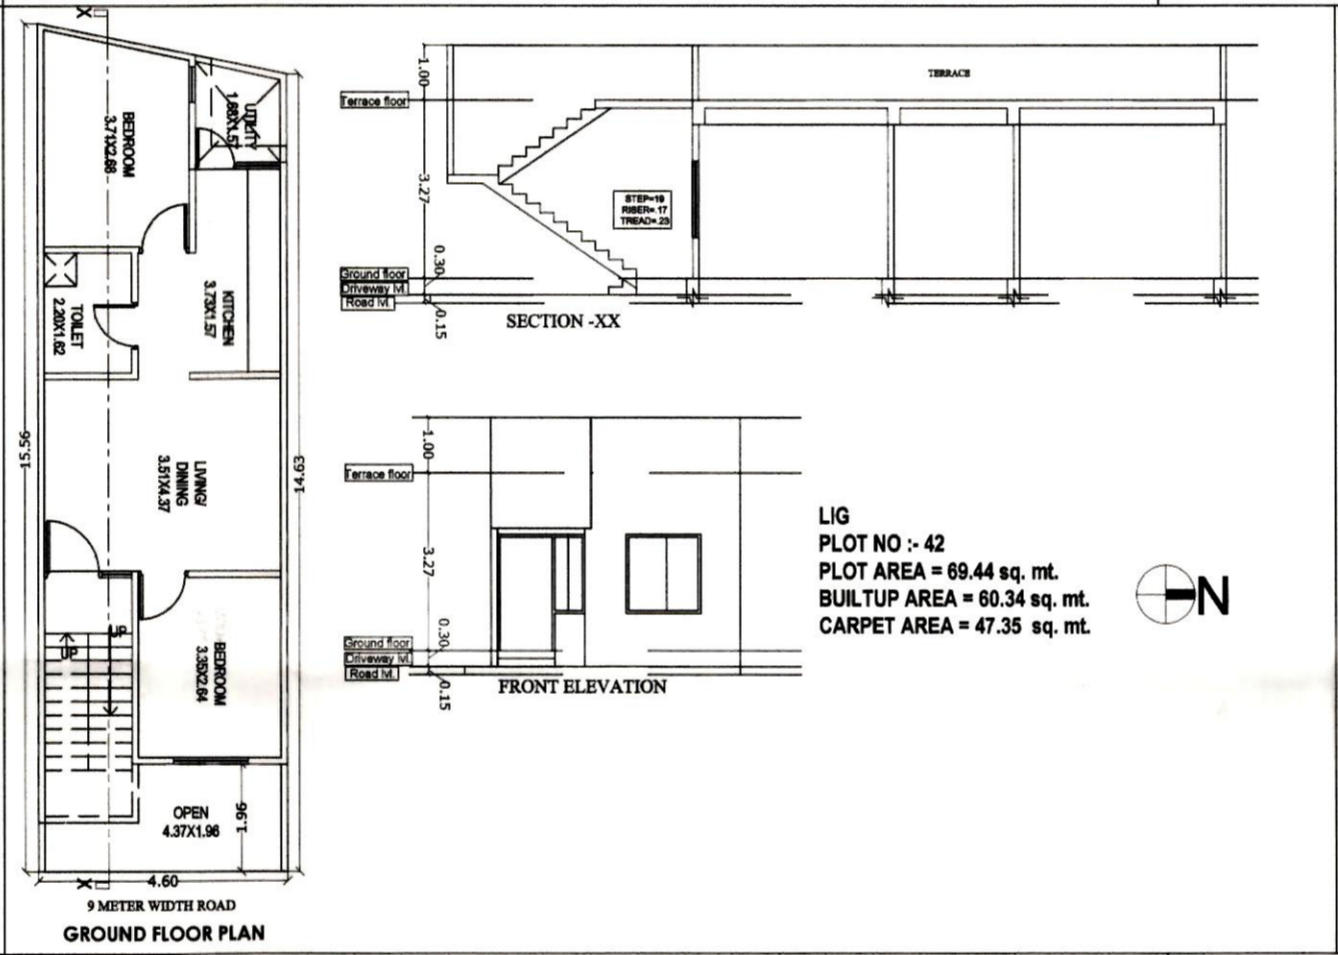 X
BEDROOM
3.71X2.68
UTILITY
1.68X1.57
TOILET
2.20X1.62
KITCHEN
3.73X1.57
15.56
14.63
LIVING/
DINING
3.51X4.37
UP
UP
BEDROOM
3.35X2.64
OPEN
4.37X1.96
1.96
X
4.60
9 METER WIDTH ROAD
GROUND FLOOR PLAN
1.00
TERRACE
Terrace floor
3.27
STEP=19
RISER=.17
TREAD=.23
0.30
Ground floor
Driveway lvl.
Road lvl.
0.15
SECTION -XX
1.00
Terrace floor
3.27
0.30
Ground floor
Driveway lvl.
Road lvl.
0.15
FRONT ELEVATION
LIG
PLOT NO :- 42
PLOT AREA = 69.44 sq. mt.
BUILTUP AREA = 60.34 sq. mt.
CARPET AREA = 47.35 sq. mt.
N